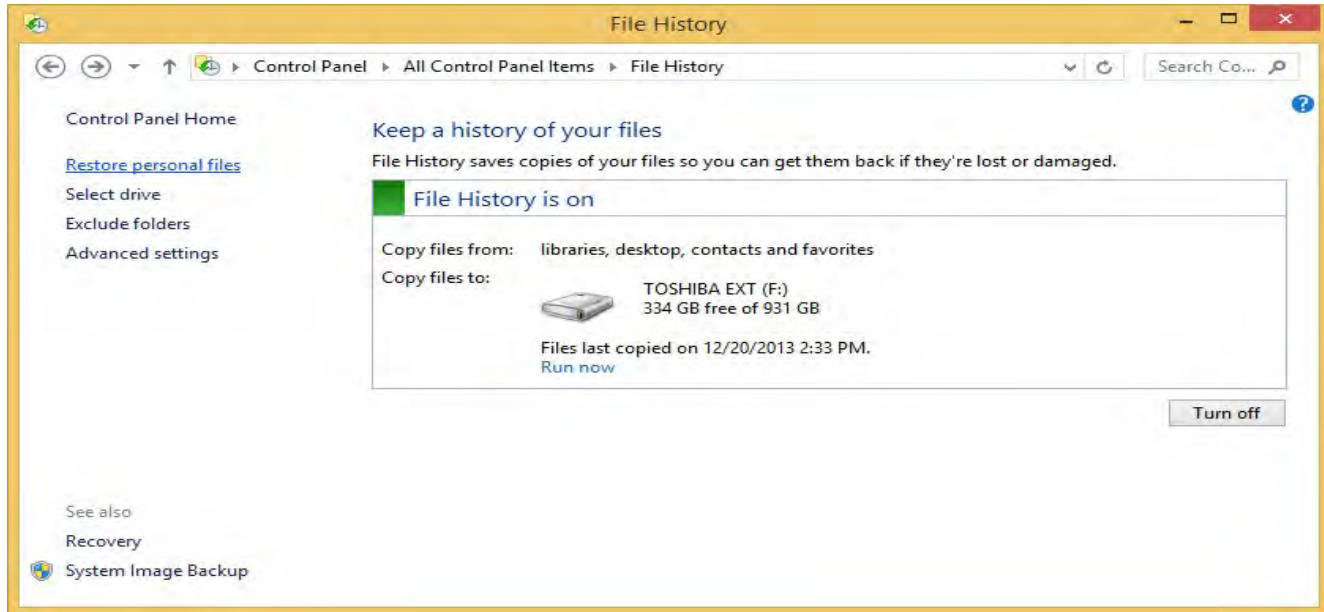 File History
Control Panel ▸ All Control Panel Items ▸ File History
Search Co...
Control Panel Home
Restore personal files
Select drive
Exclude folders
Advanced settings
Keep a history of your files
File History saves copies of your files so you can get them back if they're lost or damaged.
File History is on
Copy files from: libraries, desktop, contacts and favorites
Copy files to:
TOSHIBA EXT (F:)
334 GB free of 931 GB
Files last copied on 12/20/2013 2:33 PM.
Run now
Turn off
See also
Recovery
System Image Backup